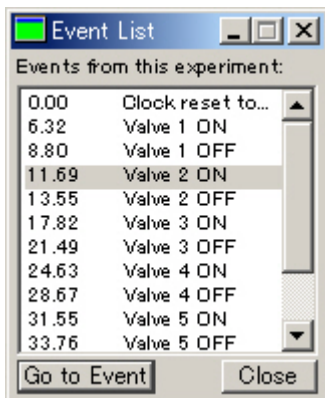 Event List
Events from this experiment:
0.00 Clock reset to...
6.32 Valve 1 ON
8.80 Valve 1 OFF
11.69 Valve 2 ON
13.55 Valve 2 OFF
17.82 Valve 3 ON
21.49 Valve 3 OFF
24.63 Valve 4 ON
28.67 Valve 4 OFF
31.55 Valve 5 ON
33.76 Valve 5 OFF
Go to Event Close